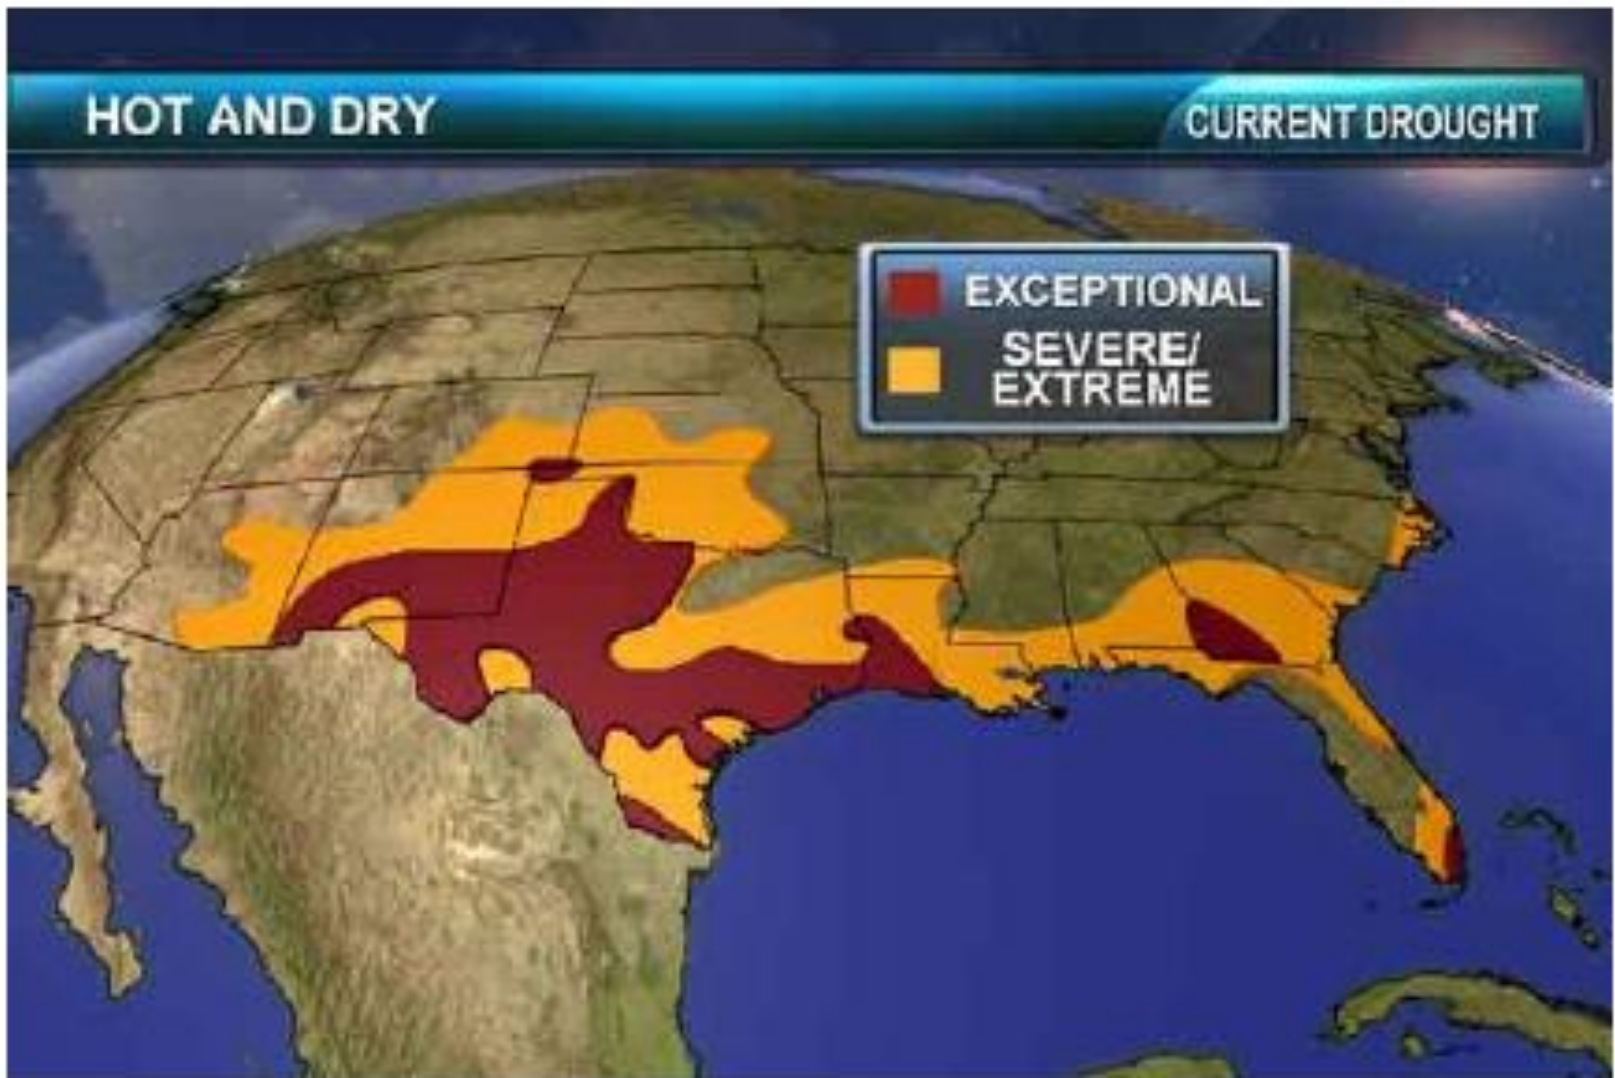 HOT AND DRY
CURRENT DROUGHT
EXCEPTIONAL
SEVERE/
EXTREME